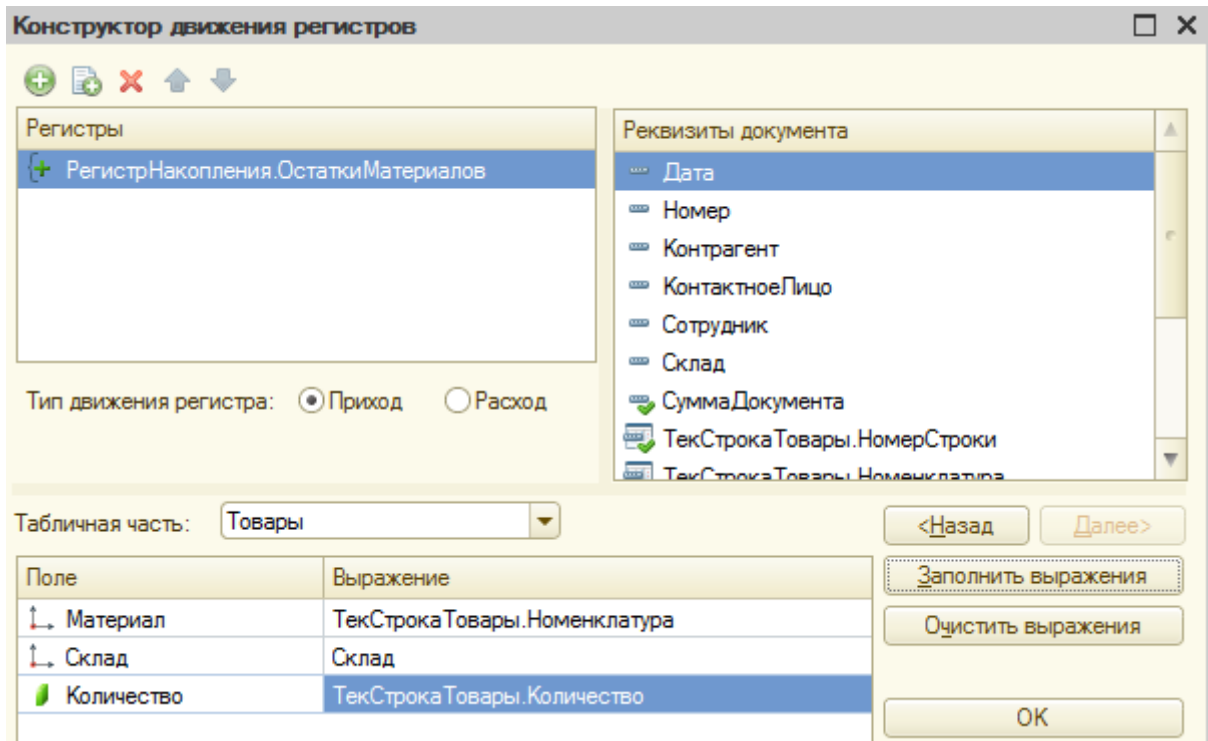 Конструктор движения регистров
Регистры
РегистрНакопления.ОстаткиМатериалов
Тип движения регистра: Приход Расход
Реквизиты документа
Дата
Номер
Контрагент
КонтактноеЛицо
Сотрудник
Склад
СуммаДокумента
ТекСтрокаТовары.НомерСтроки
ТекСтрокаТовары.Номенклатура
Табличная часть: Товары
<Назад Далее>
Поле Выражение
Материал ТекСтрокаТовары.Номенклатура
Склад Склад
Количество ТекСтрокаТовары.Количество
Заполнить выражения
Очистить выражения
OK